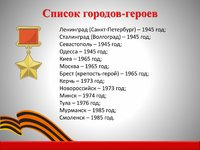 Список городов-героев
Ленинград (Санкт-Петербург) – 1945 год;
Сталинград (Волгоград) – 1945 год;
Севастополь – 1945 год;
Одесса – 1945 год;
Киев – 1965 год;
Москва – 1965 год;
Брест (крепость-герой) – 1965 год;
Керчь – 1973 год;
Новороссийск – 1973 год;
Минск – 1974 год;
Тула – 1976 год;
Мурманск – 1985 год;
Смоленск – 1985 год.